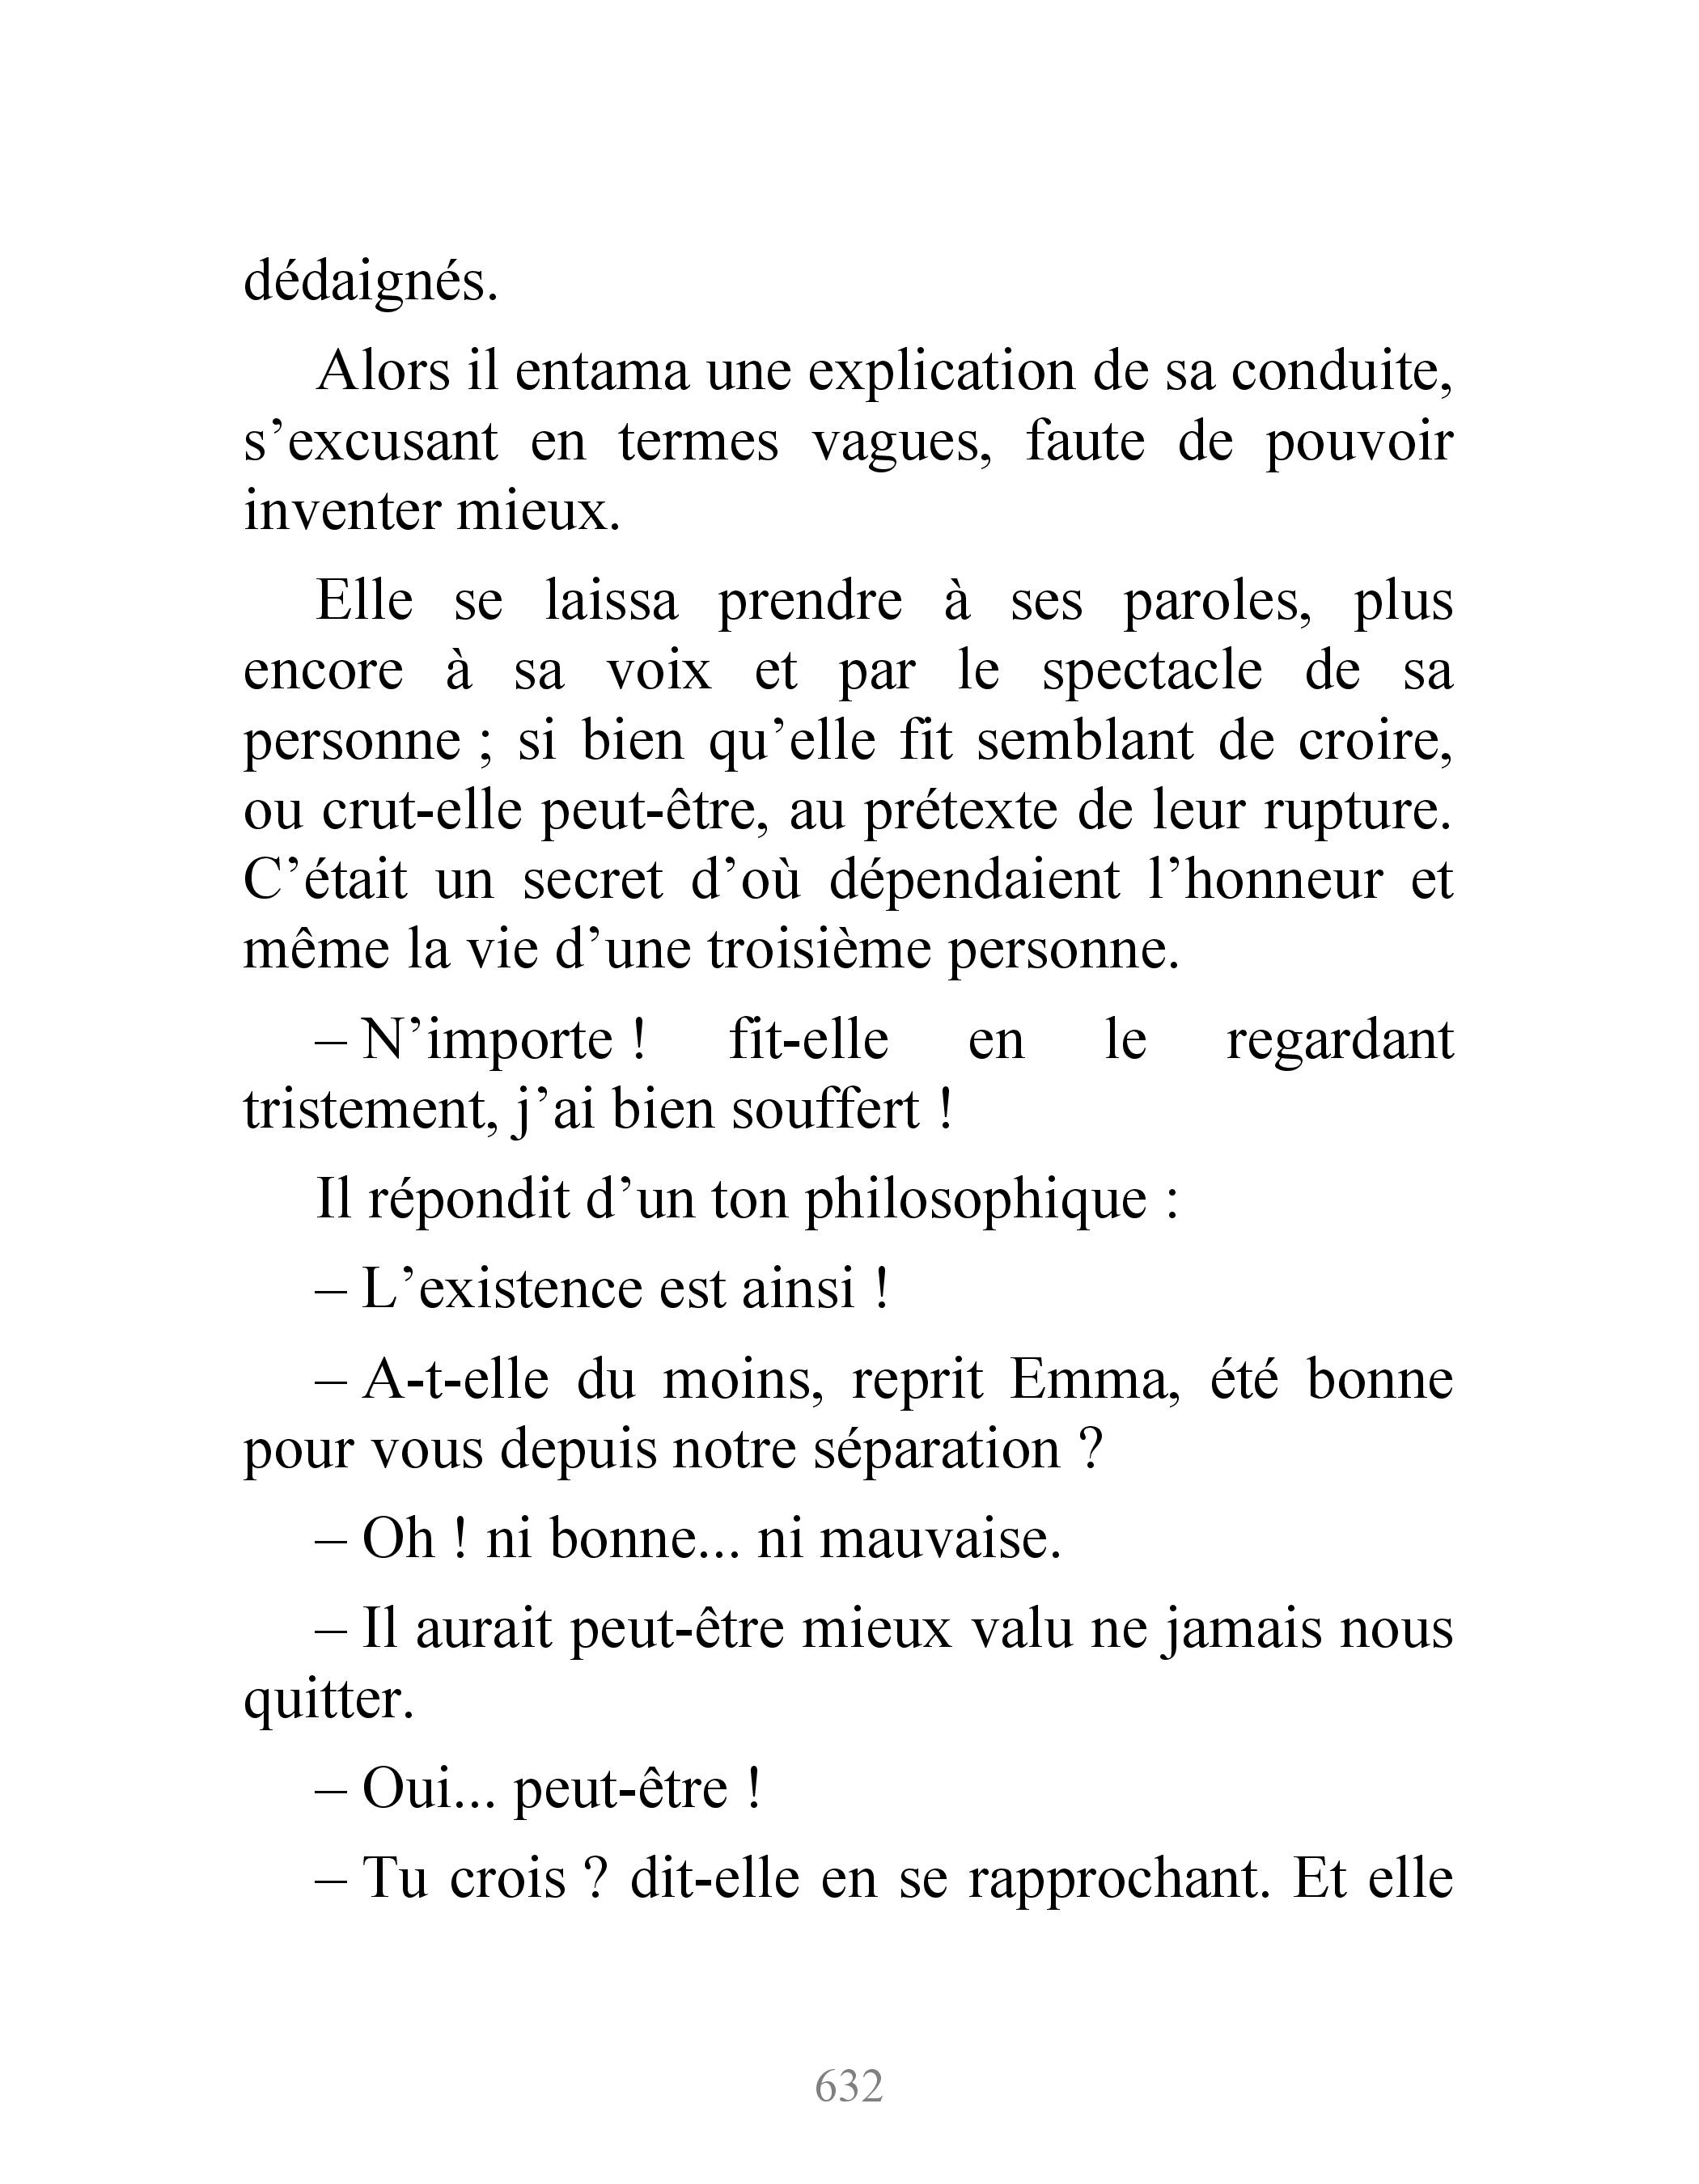 dédaignés.
Alors il entama une explication de sa conduite,
s’excusant en termes vagues, faute de pouvoir
inventer mieux.
Elle se laissa prendre à ses paroles, plus
encore à sa voix et par le spectacle de sa
personne ; si bien qu’elle fit semblant de croire,
ou crut-elle peut-être, au prétexte de leur rupture.
C’était un secret d’où dépendaient l’honneur et
même la vie d’une troisième personne.
– N’importe ! fit-elle en le regardant
tristement, j’ai bien souffert !
Il répondit d’un ton philosophique :
– L’existence est ainsi !
– A-t-elle du moins, reprit Emma, été bonne
pour vous depuis notre séparation ?
– Oh ! ni bonne... ni mauvaise.
– Il aurait peut-être mieux valu ne jamais nous
quitter.
– Oui... peut-être !
– Tu crois ? dit-elle en se rapprochant. Et elle
632